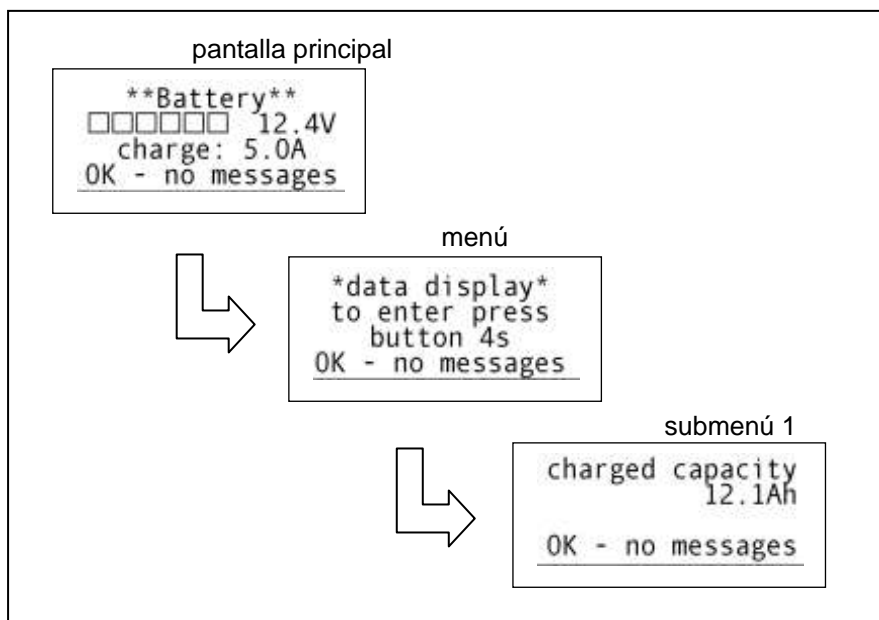 pantalla principal
**Battery**
□□□□□□ 12.4V
charge: 5.0A
OK - no messages
menú
*data display*
to enter press
button 4s
OK - no messages
submenú 1
charged capacity
12.1Ah
OK - no messages